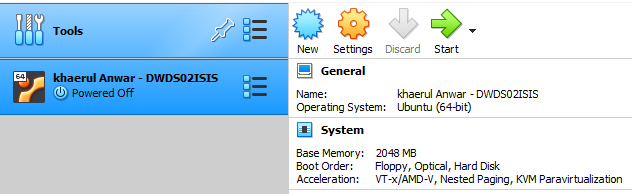 Tools
64
khaerul Anwar - DWDS02ISIS
Powered Off
New Settings Discard Start
General
Name: khaerul Anwar - DWDS02ISIS
Operating System: Ubuntu (64-bit)
System
Base Memory: 2048 MB
Boot Order: Floppy, Optical, Hard Disk
Acceleration: VT-x/AMD-V, Nested Paging, KVM Paravirtualization